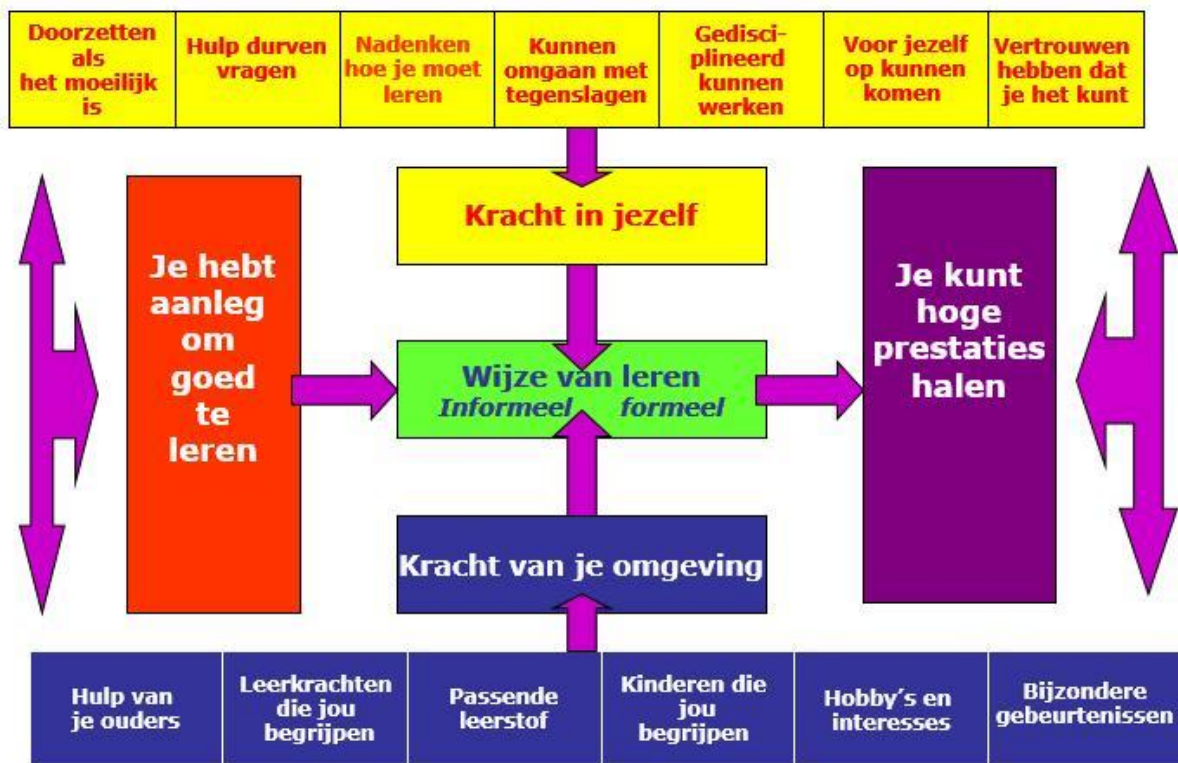 Doorzetten
als
het moeilijk
is
Hulp durven
vragen
Nadenken
hoe je moet
leren
Kunnen
omgaan met
tegenslagen
Gedisci-
plineerd
kunnen
werken
Voor jezelf
op kunnen
komen
Vertrouwen
hebben dat
je het kunt
Kracht in jezelf
Je hebt
aanleg
om
goed
te
leren
Wijze van leren
Informeel formeel
Je kunt
hoge
prestaties
halen
Kracht van je omgeving
Hulp van
je ouders
Leerkrachten
die jou
begrijpen
Passende
leerstof
Kinderen die
jou
begrijpen
Hobby's en
interesses
Bijzondere
gebeurtenissen